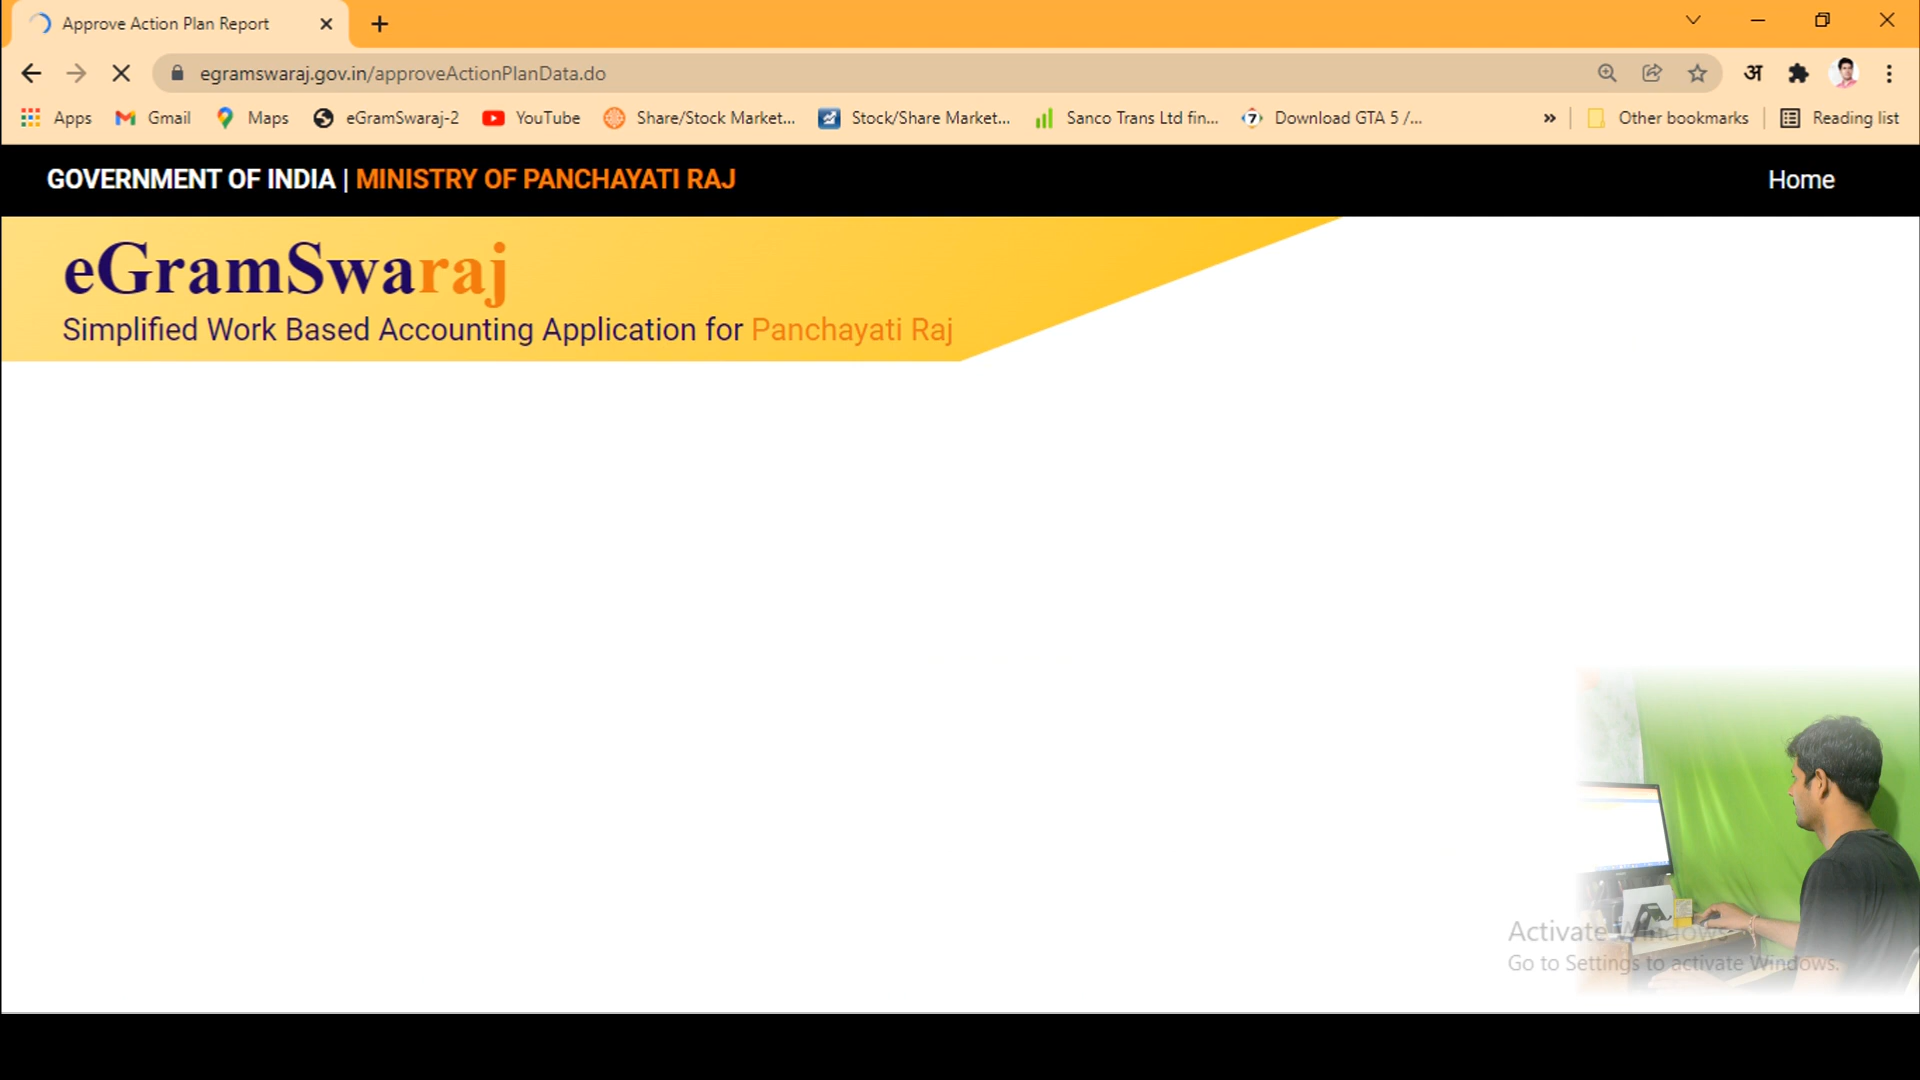 Approve Action Plan Report
egramswaraj.gov.in/approveActionPlanData.do
अ
Apps Gmail Maps eGramSwaraj-2 YouTube Share/Stock Market... Stock/Share Market... Sanco Trans Ltd fin... Download GTA 5 /... » Other bookmarks Reading list
GOVERNMENT OF INDIA | MINISTRY OF PANCHAYATI RAJ Home
eGramSwaraj
Simplified Work Based Accounting Application for Panchayati Raj
Activate Windows
Go to Settings to activate Windows.